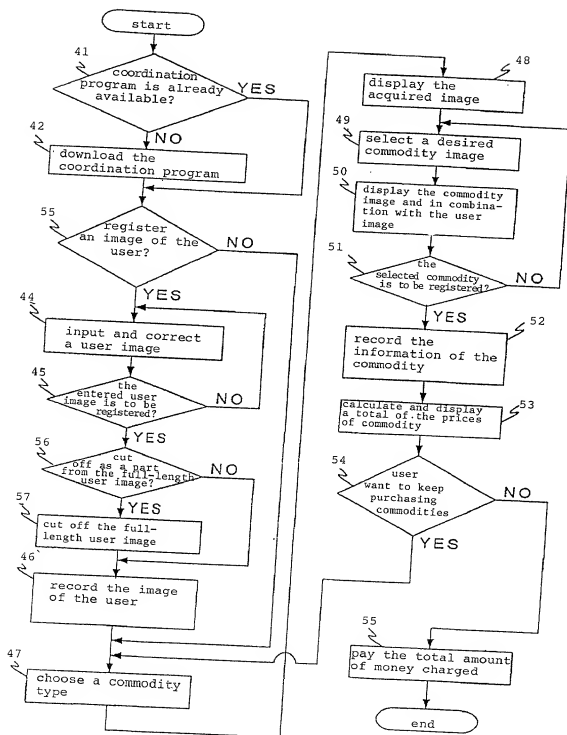 start
41
coordination
program is already
available?
YES
NO
42
download the
coordination program
55
register
an image of the
user?
NO
YES
44
input and correct
a user image
45
the
entered user
image is to be
registered?
NO
YES
56
cut
off as a part
from the full-length
user image?
NO
YES
57
cut off the full-
length user image
46
record the image
of the user
47
choose a commodity
type
48
display the
acquired image
49
select a desired
commodity image
50
display the commodity
image and in combina-
tion with the user
image
51
the
selected commodity
is to be registered?
NO
YES
52
record the
information of the
commodity
53
calculate and display
a total of the prices
of commodity
54
user
want to keep
purchasing
commodities
NO
YES
55
pay the total amount
of money charged
end